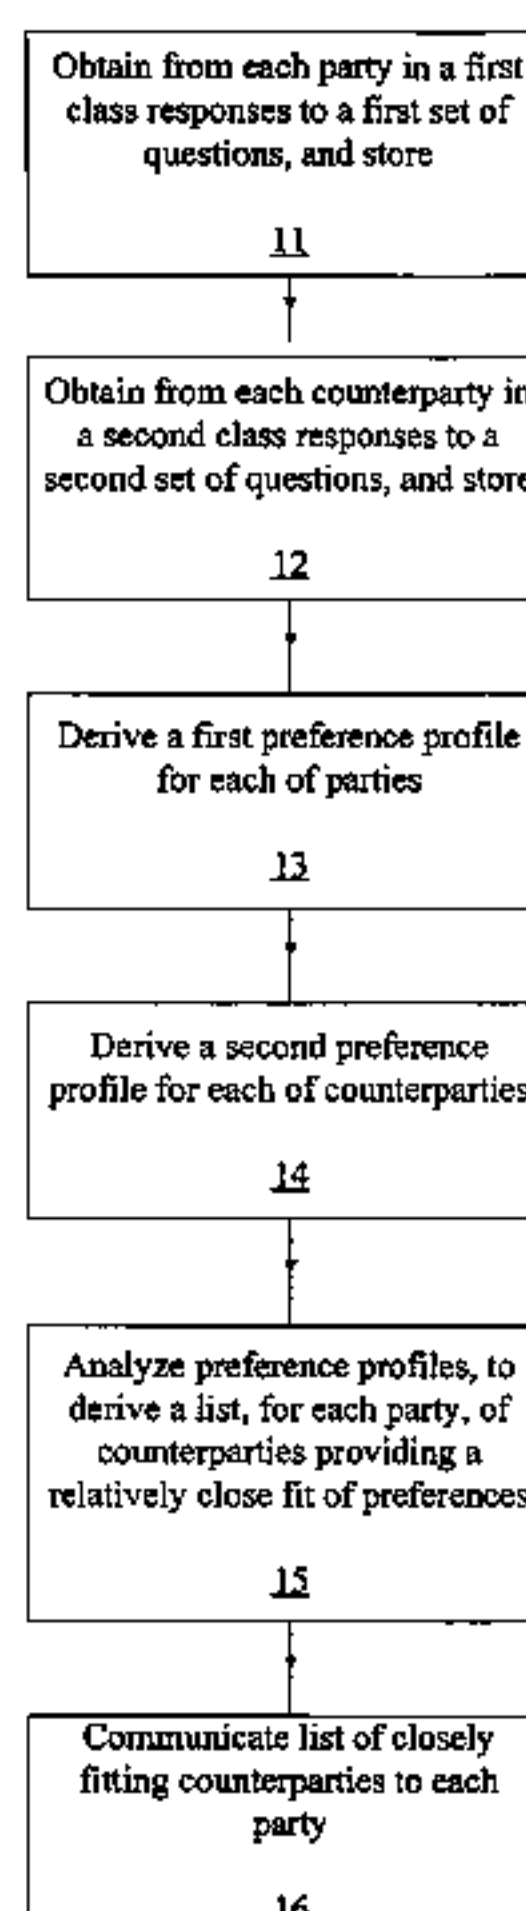 Obtain from each party in a first
class responses to a first set of
questions, and store
11
Obtain from each counterparty in
a second class responses to a
second set of questions, and store
12
Derive a first preference profile
for each of parties
13
Derive a second preference
profile for each of counterparties
14
Analyze preference profiles, to
derive a list, for each party, of
counterparties providing a
relatively close fit of preferences
15
Communicate list of closely
fitting counterparties to each
party
16